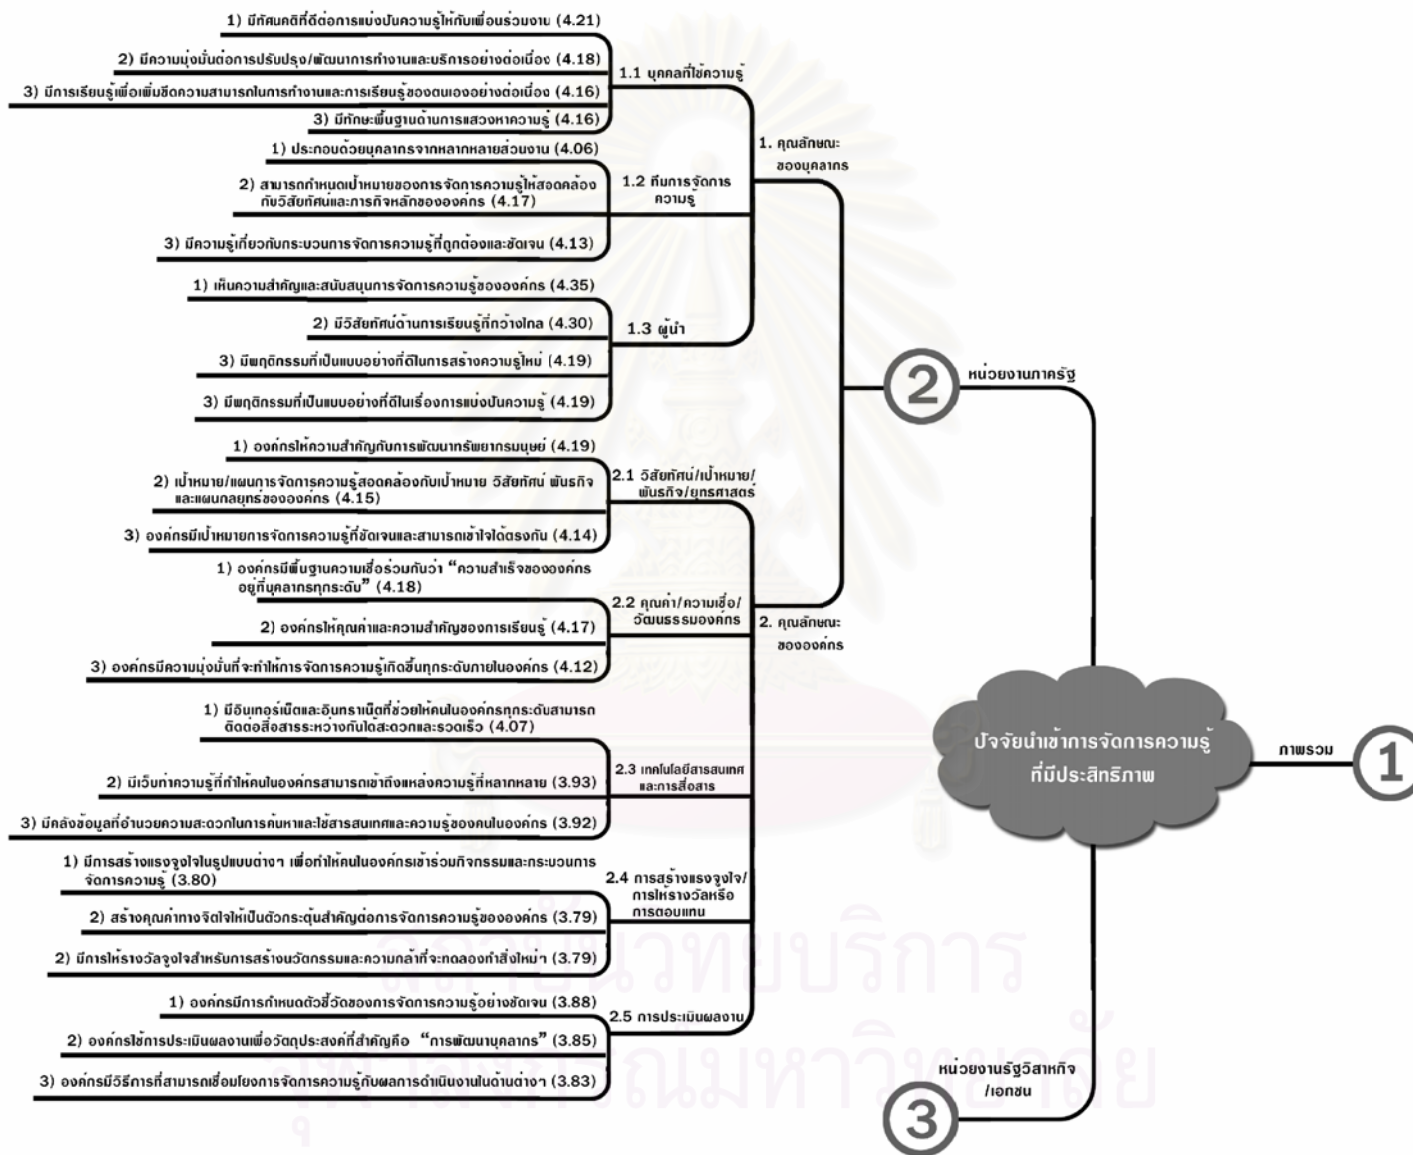 1) มีทัศนคติที่ดีต่อการแบ่งปันความรู้ให้กับเพื่อนร่วมงาน (4.21)
2) มีความมุ่งมั่นต่อการปรับปรุง/พัฒนาการทำงานและบริการอย่างต่อเนื่อง (4.18)
1.1 บุคคลที่ใช้ความรู้
3) มีการเรียนรู้เพื่อเพิ่มขีดความสามารถในการทำงานและการเรียนรู้ของตนเองอย่างต่อเนื่อง (4.16)
3) มีทักษะพื้นฐานด้านการแสวงหาความรู้ (4.16)
1. คุณลักษณะ
ของบุคลากร
1) ประกอบด้วยบุคลากรจากหลากหลายส่วนงาน (4.06)
1.2 ทีมการจัดการ
ความรู้
2) สามารถกำหนดเป้าหมายของการจัดการความรู้ให้สอดคล้อง
กับวิสัยทัศน์และภารกิจหลักขององค์กร (4.17)
3) มีความรู้เกี่ยวกับกระบวนการจัดการความรู้ที่ถูกต้องและชัดเจน (4.13)
1) เห็นความสำคัญและสนับสนุนการจัดการความรู้ขององค์กร (4.35)
2) มีวิสัยทัศน์ด้านการเรียนรู้ที่กว้างไกล (4.30)
1.3 ผู้นำ
3) มีพฤติกรรมที่เป็นแบบอย่างที่ดีในการสร้างความรู้ใหม่ (4.19)
3) มีพฤติกรรมที่เป็นแบบอย่างที่ดีในเรื่องการแบ่งปันความรู้ (4.19)
2
หน่วยงานภาครัฐ
1) องค์กรให้ความสำคัญกับการพัฒนาทรัพยากรมนุษย์ (4.19)
2.1 วิสัยทัศน์/เป้าหมาย/
พันธกิจ/ยุทธศาสตร์
2) เป้าหมาย/แผนการจัดการความรู้สอดคล้องกับเป้าหมาย วิสัยทัศน์ พันธกิจ
และแผนกลยุทธ์ขององค์กร (4.15)
3) องค์กรมีเป้าหมายการจัดการความรู้ที่ชัดเจนและสามารถเข้าใจได้ตรงกัน (4.14)
1) องค์กรมีพื้นฐานความเชื่อร่วมกันว่า “ความสำเร็จขององค์กร
อยู่ที่บุคลากรทุกระดับ” (4.18)
2.2 คุณค่า/ความเชื่อ/
วัฒนธรรมองค์กร
2. คุณลักษณะ
ขององค์กร
2) องค์กรให้คุณค่าและความสำคัญของการเรียนรู้ (4.17)
3) องค์กรมีความมุ่งมั่นที่จะทำให้การจัดการความรู้เกิดขึ้นทุกระดับภายในองค์กร (4.12)
1) มีอินเทอร์เน็ตและอินทราเน็ตที่ช่วยให้คนในองค์กรทุกระดับสามารถ
ติดต่อสื่อสารระหว่างกันได้สะดวกและรวดเร็ว (4.07)
2.3 เทคโนโลยีสารสนเทศ
และการสื่อสาร
2) มีเว็บท่าความรู้ที่ทำให้คนในองค์กรสามารถเข้าถึงแหล่งความรู้ที่หลากหลาย (3.93)
3) มีคลังข้อมูลที่อำนวยความสะดวกในการค้นหาและใช้สารสนเทศและความรู้ของคนในองค์กร (3.92)
ปัจจัยนำเข้าการจัดการความรู้
ที่มีประสิทธิภาพ
ภาพรวม
1
1) มีการสร้างแรงจูงใจในรูปแบบต่างๆ เพื่อทำให้คนในองค์กรเข้าร่วมกิจกรรมและกระบวนการ
จัดการความรู้ (3.80)
2.4 การสร้างแรงจูงใจ/
การให้รางวัลหรือ
การตอบแทน
2) สร้างคุณค่าทางจิตใจให้เป็นตัวกระตุ้นสำคัญต่อการจัดการความรู้ขององค์กร (3.79)
2) มีการให้รางวัลจูงใจสำหรับการสร้างนวัตกรรมและความกล้าที่จะทดลองทำสิ่งใหม่ๆ (3.79)
1) องค์กรมีการกำหนดตัวชี้วัดของการจัดการความรู้อย่างชัดเจน (3.88)
2.5 การประเมินผลงาน
2) องค์กรใช้การประเมินผลงานเพื่อวัตถุประสงค์ที่สำคัญคือ “การพัฒนาบุคลากร” (3.85)
3) องค์กรมีวิธีการที่สามารถเชื่อมโยงการจัดการความรู้กับผลการดำเนินงานในด้านต่างๆ (3.83)
หน่วยงานรัฐวิสาหกิจ
/เอกชน
3
สถาบันวิทยบริการ
จุฬาลงกรณ์มหาวิทยาลัย